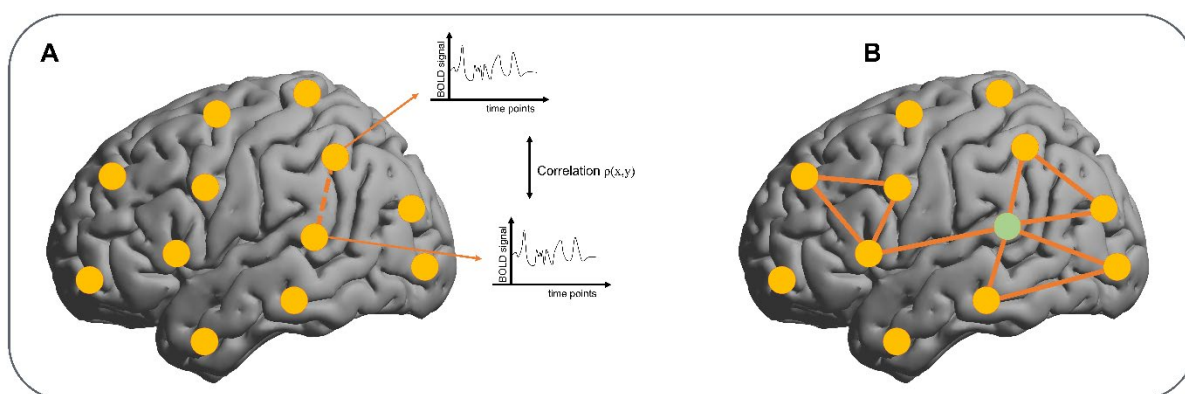 A
BOLD signal
time points
Correlation ρ(x,y)
BOLD signal
time points
B